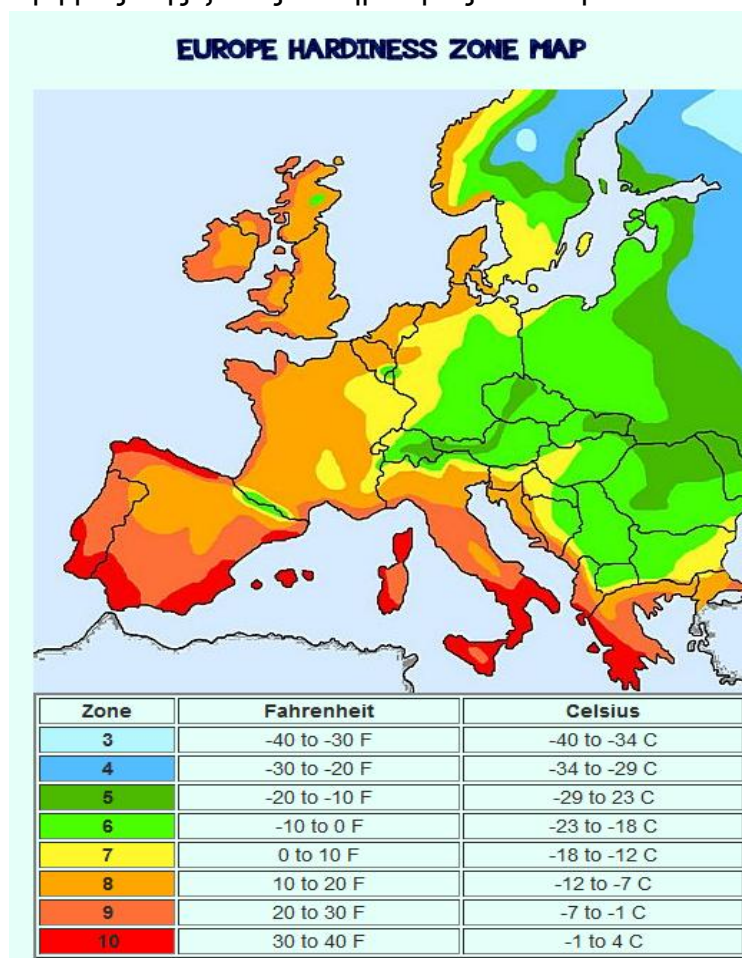 EUROPE HARDINESS ZONE MAP
Zone Fahrenheit Celsius
3 -40 to -30 F -40 to -34 C
4 -30 to -20 F -34 to -29 C
5 -20 to -10 F -29 to 23 C
6 -10 to 0 F -23 to -18 C
7 0 to 10 F -18 to -12 C
8 10 to 20 F -12 to -7 C
9 20 to 30 F -7 to -1 C
10 30 to 40 F -1 to 4 C